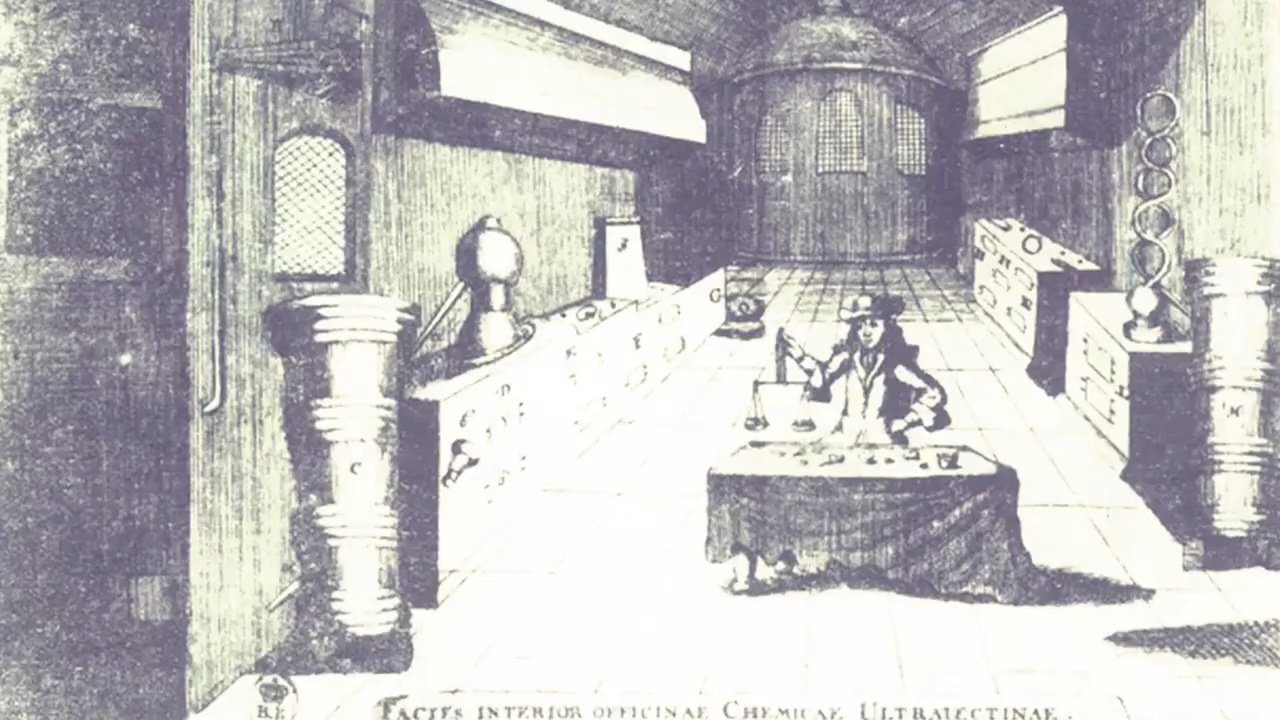 J
G
C
E
D
C
K
B.R
FACIES INTERIOR OFFICINAE CHEMICAE ULTRAIECTINAE.